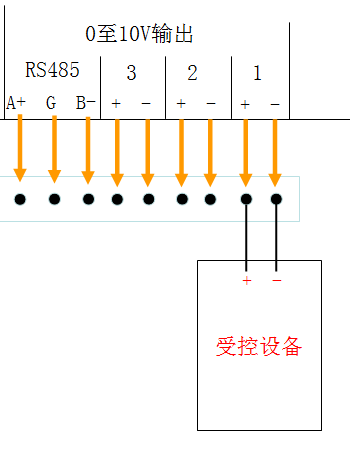 0至10V输出
RS485 3 2 1
A+ G B- + - + - + -
+ -
受控设备